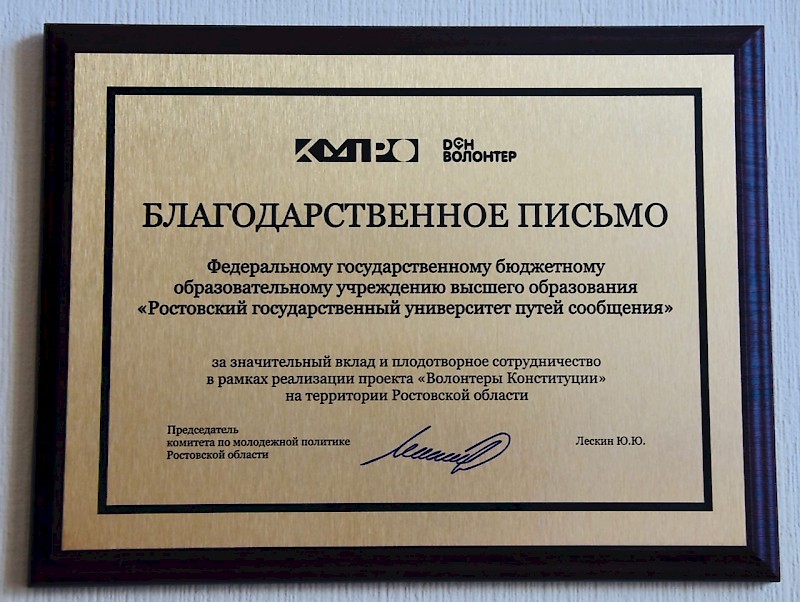 КМПРО
ДОН
ВОЛОНТЕР
БЛАГОДАРСТВЕННОЕ ПИСЬМО
Федеральному государственному бюджетному
образовательному учреждению высшего образования
«Ростовский государственный университет путей сообщения»
за значительный вклад и плодотворное сотрудничество
в рамках реализации проекта «Волонтеры Конституции»
на территории Ростовской области
Председатель
комитета по молодежной политике
Ростовской области
Лескин Ю.Ю.